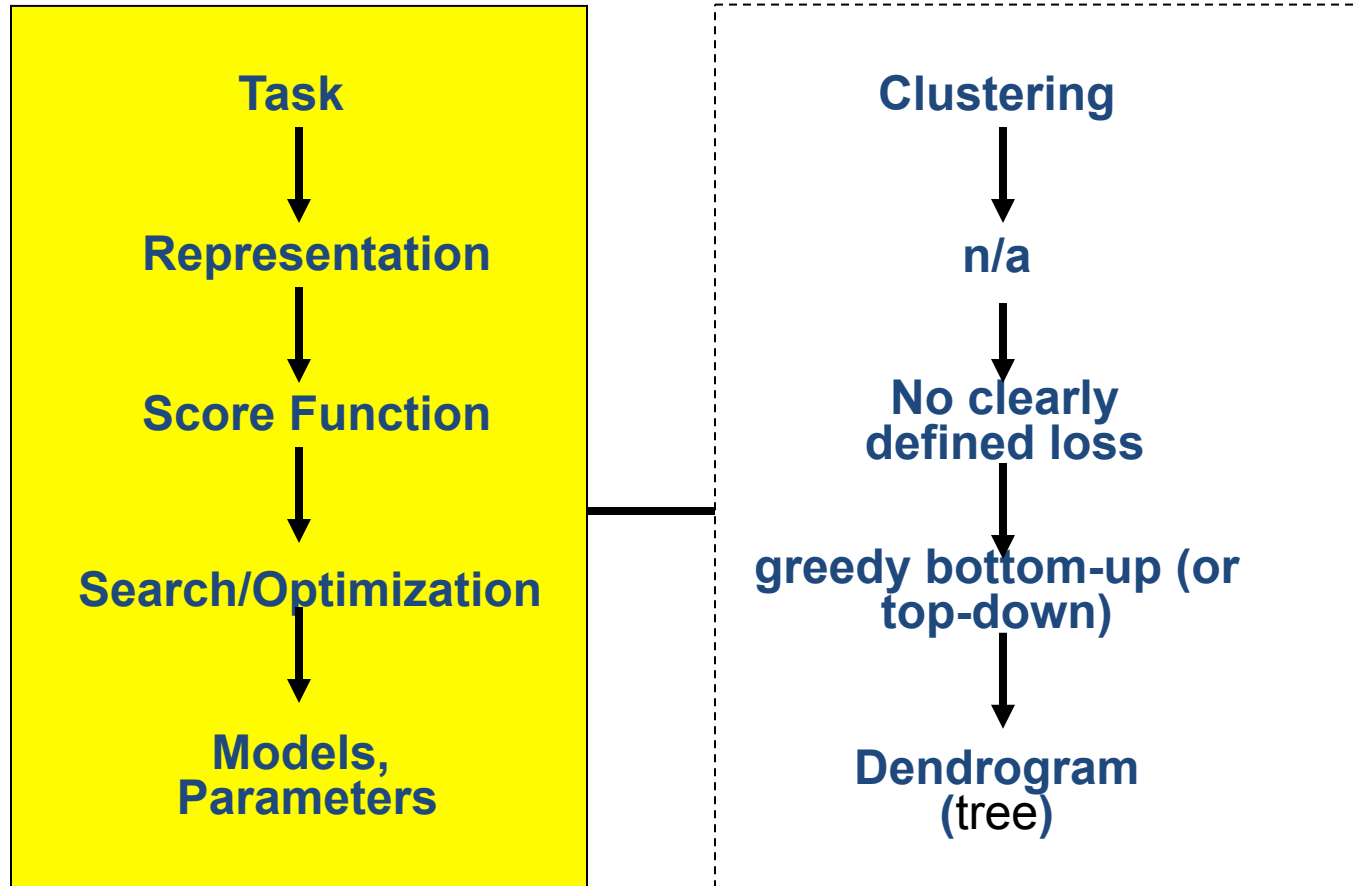 Task
Representation
Score Function
Search/Optimization
Models,
Parameters
Clustering
n/a
No clearly
defined loss
greedy bottom-up (or
top-down)
Dendrogram
(tree)